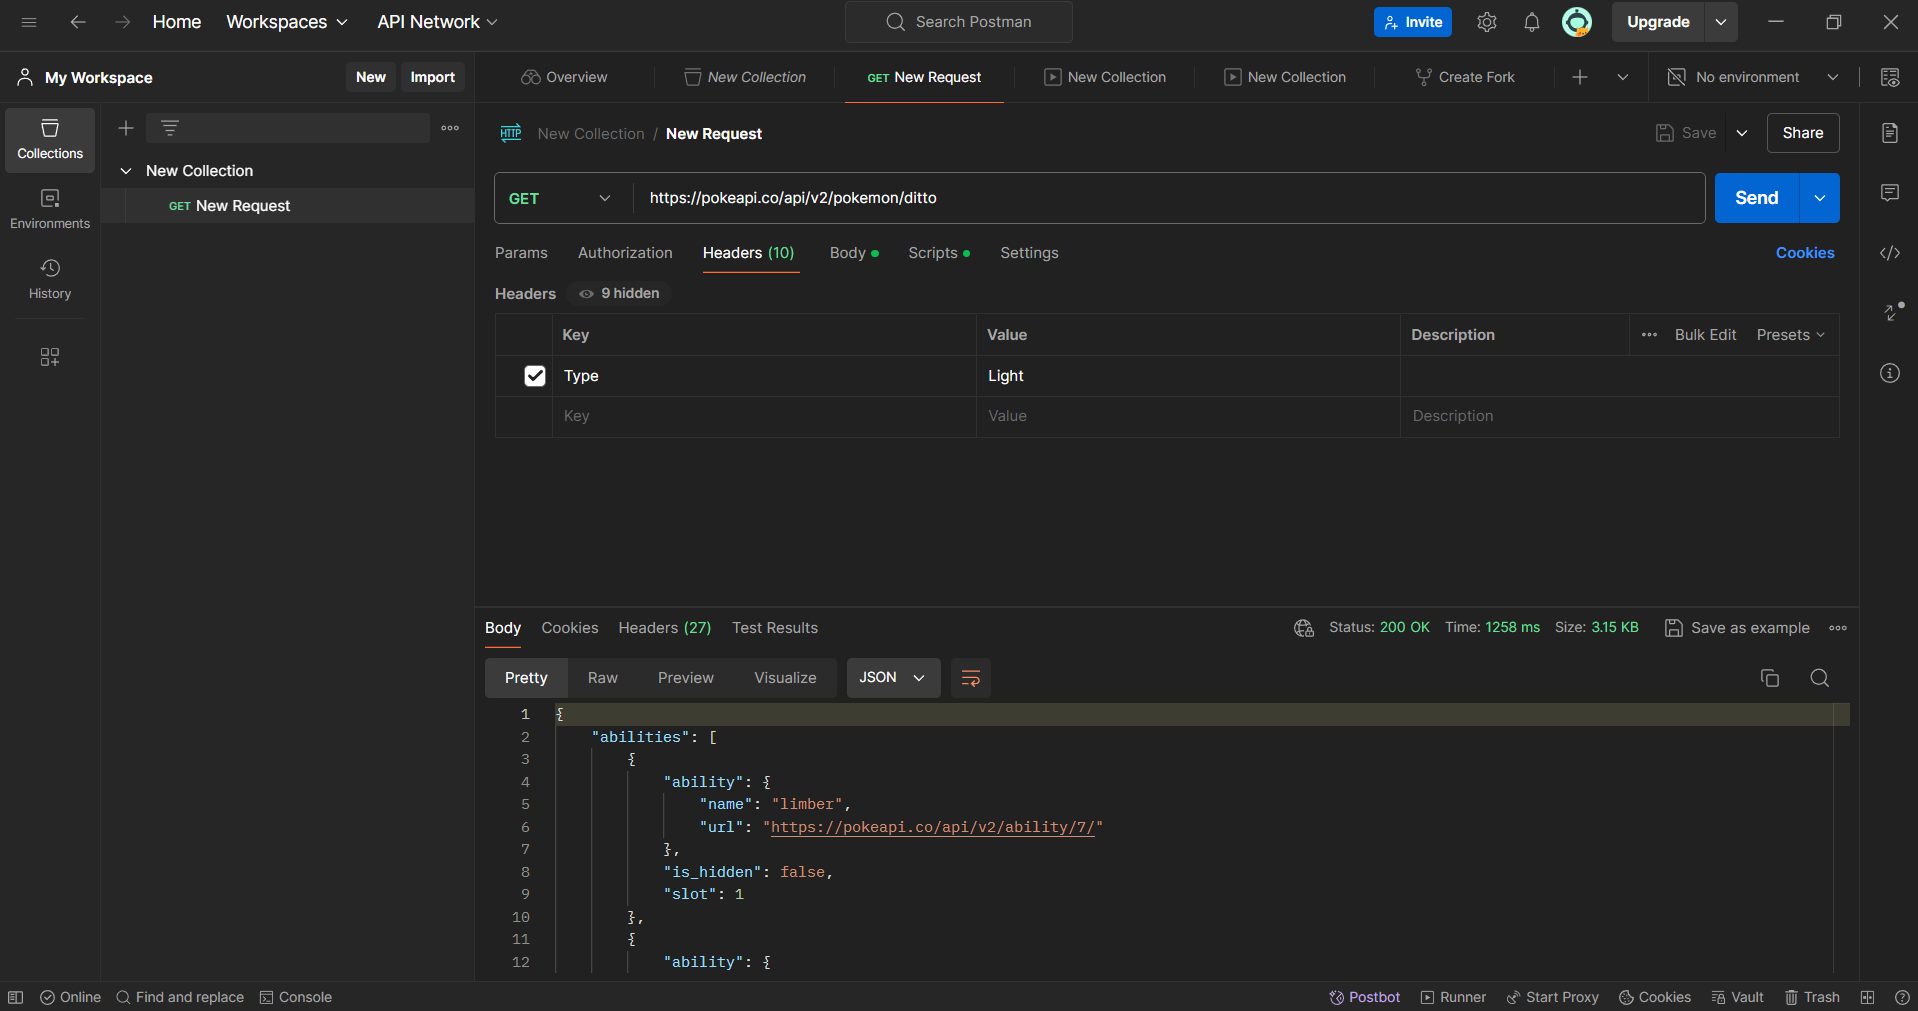 Home Workspaces API Network Search Postman Invite Upgrade
My Workspace New Import Overview New Collection GET New Request New Collection New Collection Create Fork No environment
Collections
Environments
History
New Collection
GET New Request
HTTP New Collection / New Request Save Share
GET https://pokeapi.co/api/v2/pokemon/ditto Send
Params Authorization Headers (10) Body Scripts Settings Cookies
Headers 9 hidden
Key Value Description Bulk Edit Presets
Type Light
Key Value Description
Body Cookies Headers (27) Test Results Status: 200 OK Time: 1258 ms Size: 3.15 KB Save as example
Pretty Raw Preview Visualize JSON
1 {
2 "abilities": [
3 {
4 "ability": {
5 "name": "limber",
6 "url": "https://pokeapi.co/api/v2/ability/7/"
7 },
8 "is_hidden": false,
9 "slot": 1
10 },
11 {
12 "ability": {
Online Find and replace Console Postbot Runner Start Proxy Cookies Vault Trash